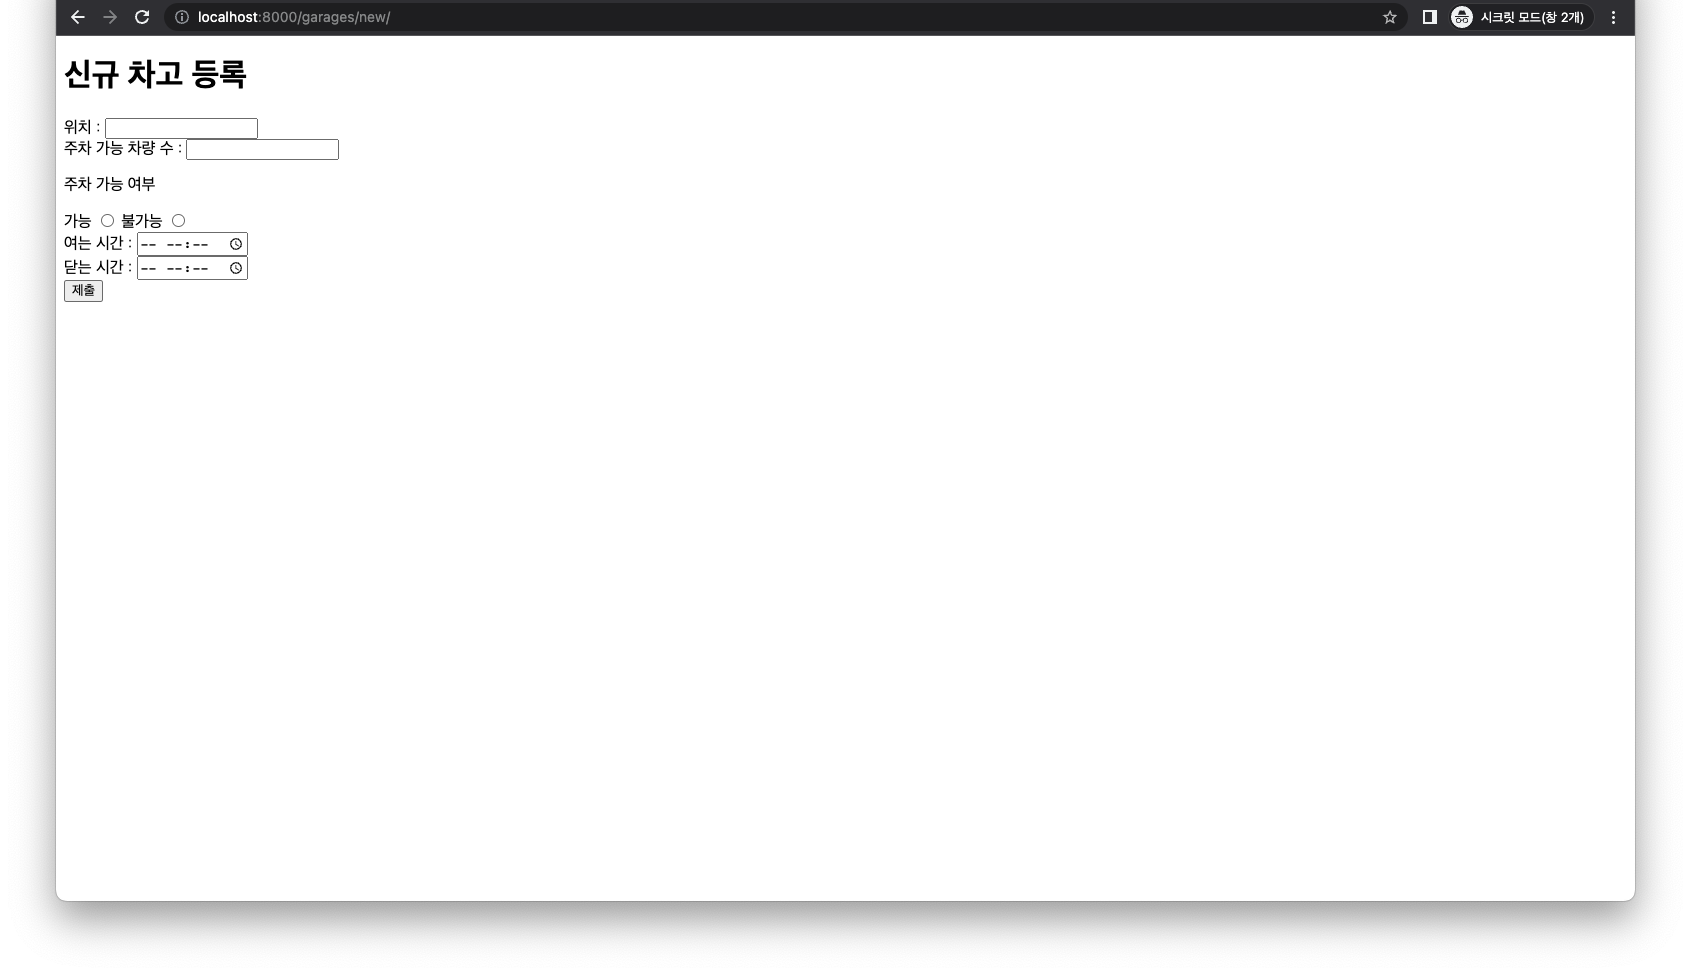 localhost:8000/garages/new/
시크릿 모드(창 2개)
신규 차고 등록
위치 :
주차 가능 차량 수 :
주차 가능 여부
가능 불가능
여는 시간 : -- --:--
닫는 시간 : -- --:--
제출